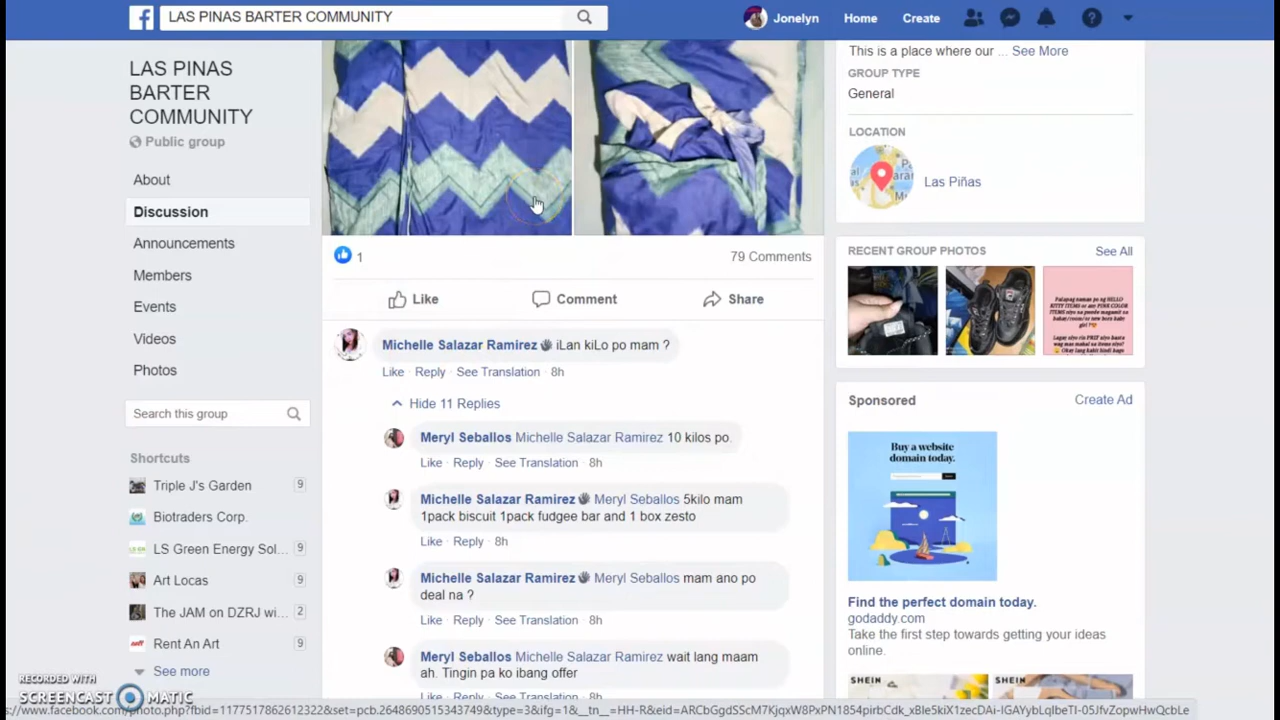 LAS PINAS BARTER COMMUNITY
Jonelyn
Home
Create
LAS PINAS
BARTER
COMMUNITY
Public group
About
Discussion
Announcements
Members
Events
Videos
Photos
Search this group
Shortcuts
Triple J's Garden 9
Biotraders Corp.
LS Green Energy Sol... 9
Art Locas 9
The JAM on DZRJ wi... 2
Rent An Art 9
See more
1
79 Comments
Like
Comment
Share
Michelle Salazar Ramirez iLan kiLo po mam ?
Like · Reply · See Translation · 8h
Hide 11 Replies
Meryl Seballos Michelle Salazar Ramirez 10 kilos po.
Like · Reply · See Translation · 8h
Michelle Salazar Ramirez Meryl Seballos 5kilo mam
1pack biscuit 1pack fudgee bar and 1 box zesto
Like · Reply · 8h
Michelle Salazar Ramirez Meryl Seballos mam ano po
deal na ?
Like · Reply · See Translation · 8h
Meryl Seballos Michelle Salazar Ramirez wait lang maam
ah. Tingin pa ko ibang offer
Like · Reply · See Translation · 8h
This is a place where our ... See More
GROUP TYPE
General
LOCATION
Las Piñas
RECENT GROUP PHOTOS
See All
Sponsored
Create Ad
Buy a website
domain today.
Find the perfect domain today.
godaddy.com
Take the first step towards getting your ideas
online.
SHEIN
SHEIN
RECORDED WITH
SCREENCAST MATIC